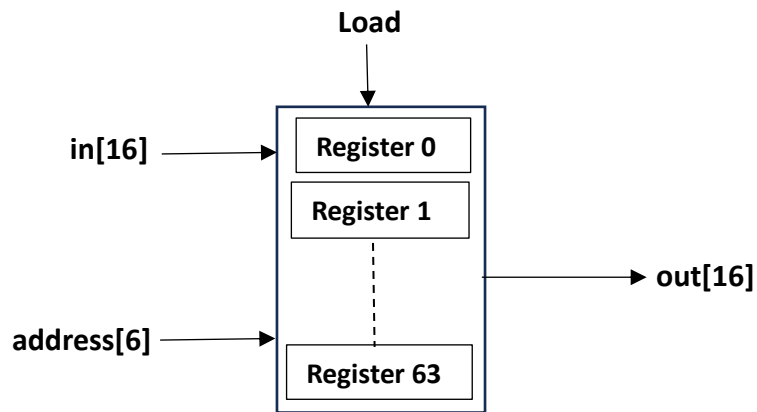 Load
in[16]
Register 0
Register 1
out[16]
address[6]
Register 63